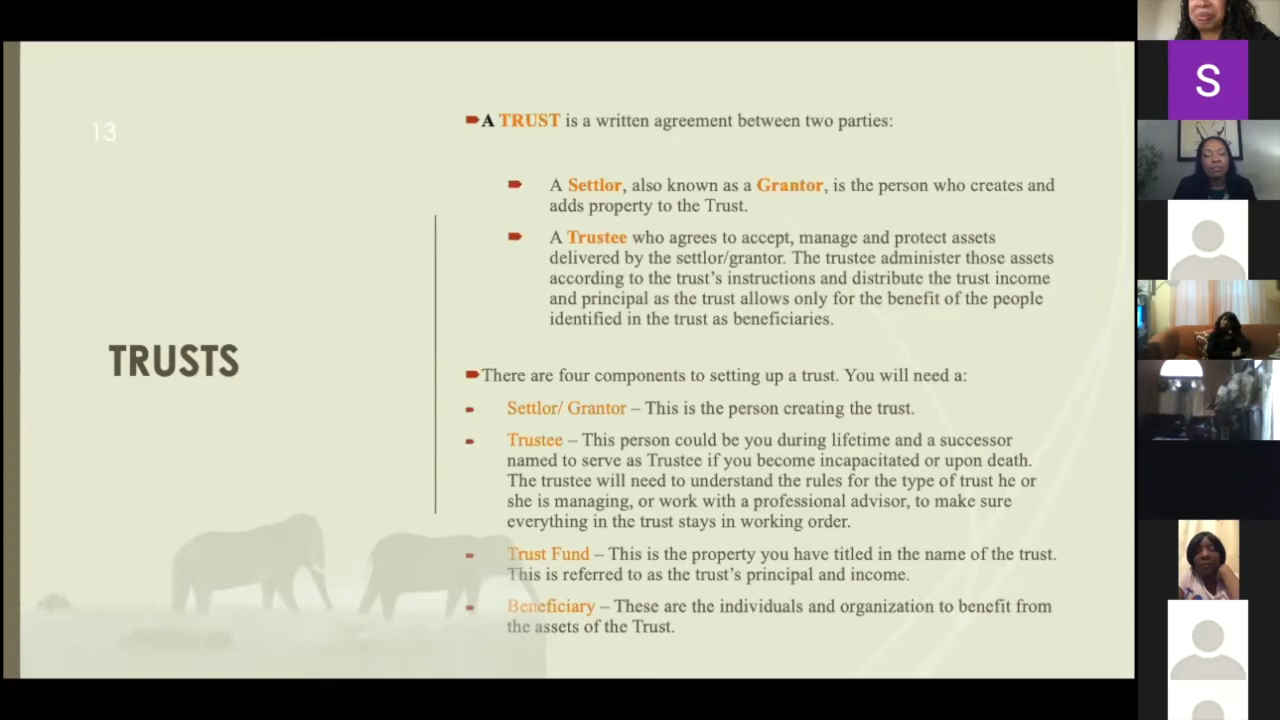 13
TRUSTS
A TRUST is a written agreement between two parties:
A Settlor, also known as a Grantor, is the person who creates and
adds property to the Trust.
A Trustee who agrees to accept, manage and protect assets
delivered by the settlor/grantor. The trustee administer those assets
according to the trust’s instructions and distribute the trust income
and principal as the trust allows only for the benefit of the people
identified in the trust as beneficiaries.
There are four components to setting up a trust. You will need a:
Settlor/ Grantor – This is the person creating the trust.
Trustee – This person could be you during lifetime and a successor
named to serve as Trustee if you become incapacitated or upon death.
The trustee will need to understand the rules for the type of trust he or
she is managing, or work with a professional advisor, to make sure
everything in the trust stays in working order.
Trust Fund – This is the property you have titled in the name of the trust.
This is referred to as the trust’s principal and income.
Beneficiary – These are the individuals and organization to benefit from
the assets of the Trust.
S